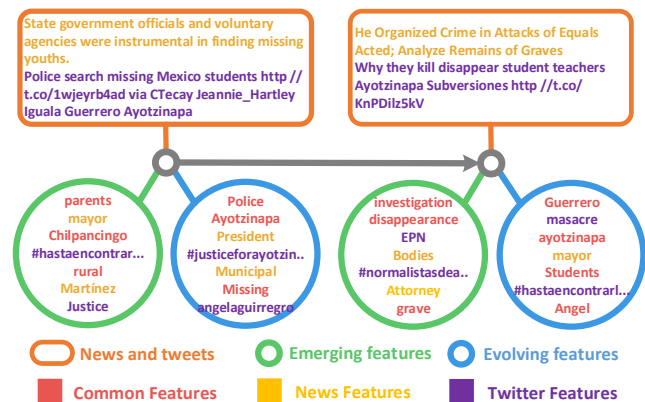 State government officials and voluntary
agencies were instrumental in finding missing
youths.
Police search missing Mexico students http //
t.co/1wjeyrb4ad via CTecay Jeannie_Hartley
Iguala Guerrero Ayotzinapa
He Organized Crime in Attacks of Equals
Acted; Analyze Remains of Graves
Why they kill disappear student teachers
Ayotzinapa Subversiones http //t.co/
KnPDilz5kV
parents
mayor
Chilpancingo
#hastaencontrar...
rural
Martínez
Justice
Police
Ayotzinapa
President
#justiceforayotzin..
Municipal
Missing
angelaguirregro
investigation
disappearance
EPN
Bodies
#normalistasdea..
Attorney
grave
Guerrero
masacre
ayotzinapa
mayor
Students
#hastaencontrarl...
Angel
News and tweets
Emerging features
Evolving features
Common Features
News Features
Twitter Features